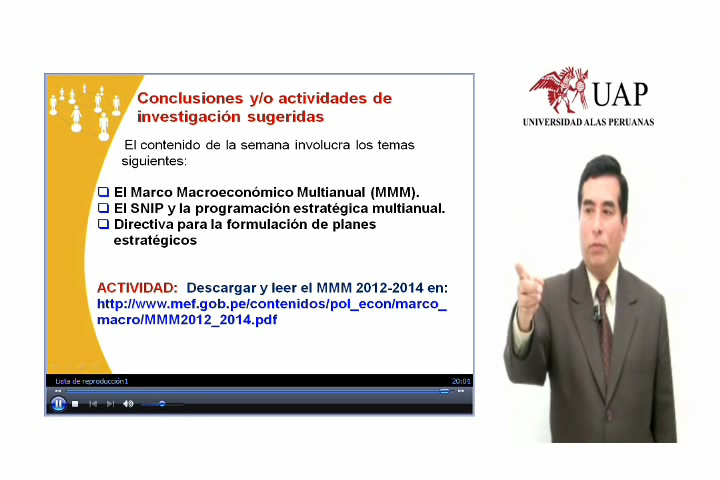 Conclusiones y/o actividades de
investigación sugeridas
El contenido de la semana involucra los temas
siguientes:
El Marco Macroeconómico Multianual (MMM).
El SNIP y la programación estratégica multianual.
Directiva para la formulación de planes
estratégicos
ACTIVIDAD: Descargar y leer el MMM 2012-2014 en:
http://www.mef.gob.pe/contenidos/pol_econ/marco_
macro/MMM2012_2014.pdf
Lista de reproducción1
20:01
UAP
UNIVERSIDAD ALAS PERUANAS